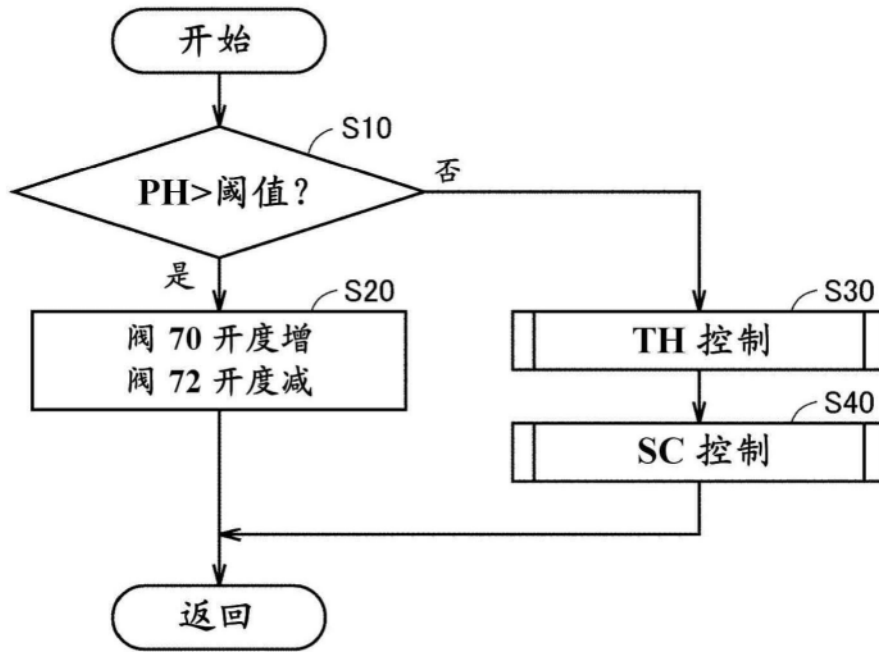 开始
S10
PH>阈值?
否
是
S20
阀 70 开度增
阀 72 开度减
S30
TH 控制
S40
SC 控制
返回